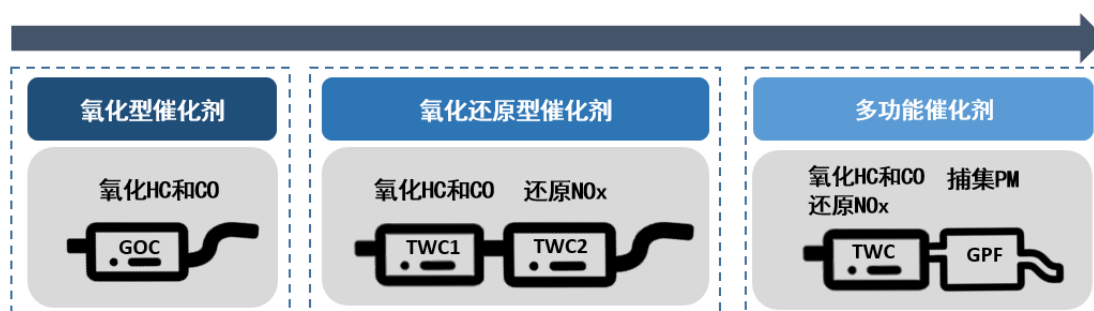 氧化型催化剂
氧化还原型催化剂
多功能催化剂
氧化HC和CO
GOC
氧化HC和CO
还原NOx
TWC1
TWC2
氧化HC和CO
还原NOx
捕集PM
TWC
GPF